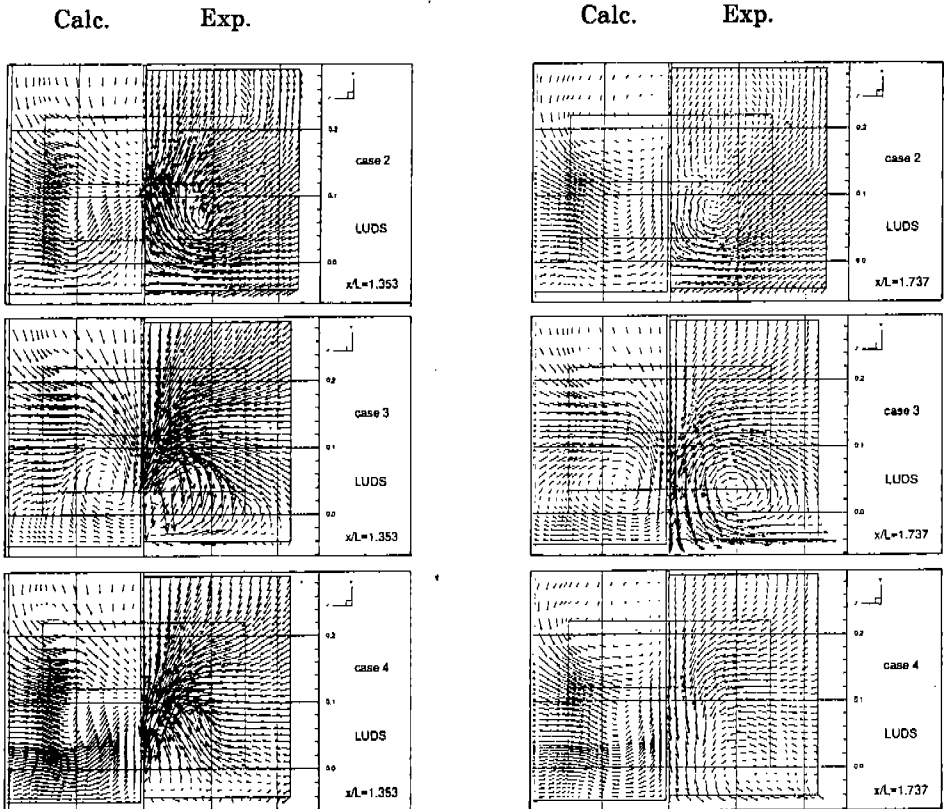 Calc. Exp.
Calc. Exp.
0.2
case 2
0.1
LUDS
0.0
x/L=1.353
0.2
case 2
0.1
LUDS
0.0
x/L=1.737
0.2
case 3
0.1
LUDS
0.0
x/L=1.353
0.2
case 3
0.1
LUDS
0.0
x/L=1.737
0.2
case 4
0.1
LUDS
0.0
x/L=1.353
0.2
case 4
0.1
LUDS
0.0
x/L=1.737